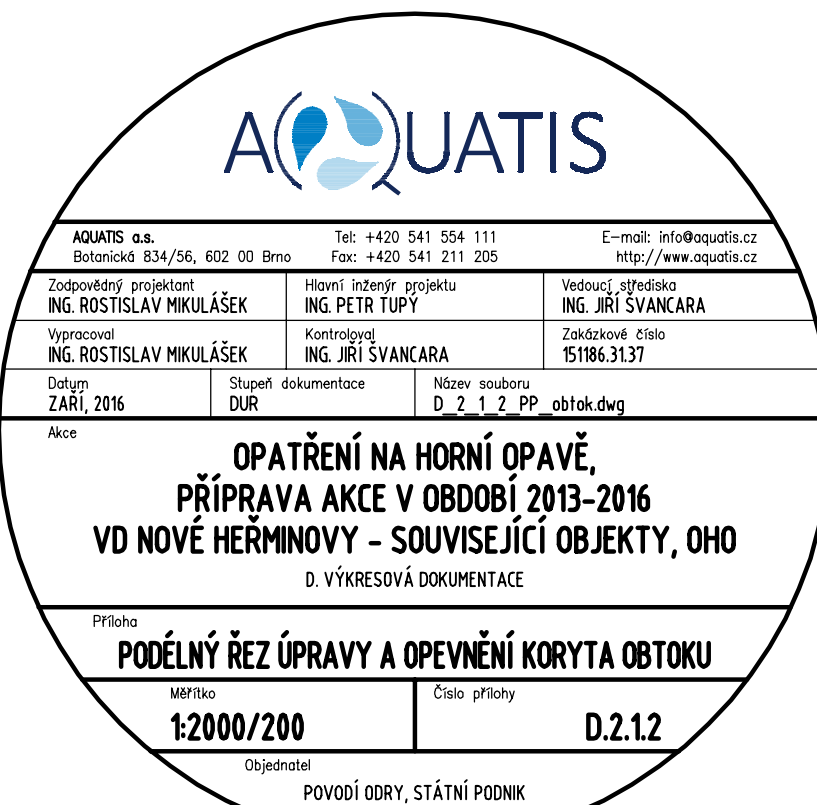 AQUATIS
AQUATIS a.s. Tel: +420 541 554 111 E-mail: info@aquatis.cz
Botanická 834/56, 602 00 Brno Fax: +420 541 211 205 http://www.aquatis.cz
Zodpovědný projektant Hlavní inženýr projektu Vedoucí střediska
ING. ROSTISLAV MIKULÁŠEK ING. PETR TUPÝ ING. JIŘÍ ŠVANCARA
Vypracoval Kontroloval Zakázkové číslo
ING. ROSTISLAV MIKULÁŠEK ING. JIŘÍ ŠVANCARA 151186.31.37
Datum Stupeň dokumentace Název souboru
ZAŘÍ, 2016 DUR D_2_1_2_PP_obtok.dwg
Akce
OPATŘENÍ NA HORNÍ OPAVĚ,
PŘÍPRAVA AKCE V OBDOBÍ 2013-2016
VD NOVÉ HEŘMINOVY - SOUVISEJÍCÍ OBJEKTY, OHO
D. VÝKRESOVÁ DOKUMENTACE
Příloha
PODÉLNÝ ŘEZ ÚPRAVY A OPEVNĚNÍ KORYTA OBTOKU
Měřítko Číslo přílohy
1:2000/200 D.2.1.2
Objednatel
POVODÍ ODRY, STÁTNÍ PODNIK